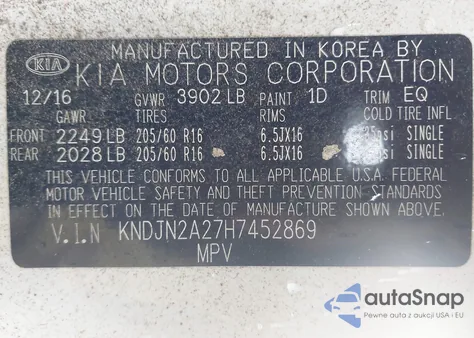 MANUFACTURED IN KOREA BY
KIA KIA MOTORS CORPORATION
12/16 GVWR 3902 LB PAINT 1D TRIM EQ
GAWR TIRES RIMS COLD TIRE INFL
FRONT 2249 LB 205/60 R16 6.5JX16 SINGLE
REAR 2028 LB 205/60 R16 6.5JX16 SINGLE
THIS VEHICLE CONFORMS TO ALL APPLICABLE U.S.A. FEDERAL
MOTOR VEHICLE SAFETY AND THEFT PREVENTION STANDARDS
IN EFFECT ON THE DATE OF MANUFACTURE SHOWN ABOVE.
V.I.N KNDJN2A27H7452869
MPV
autoSnap
Pewne auta z aukcji USA i EU